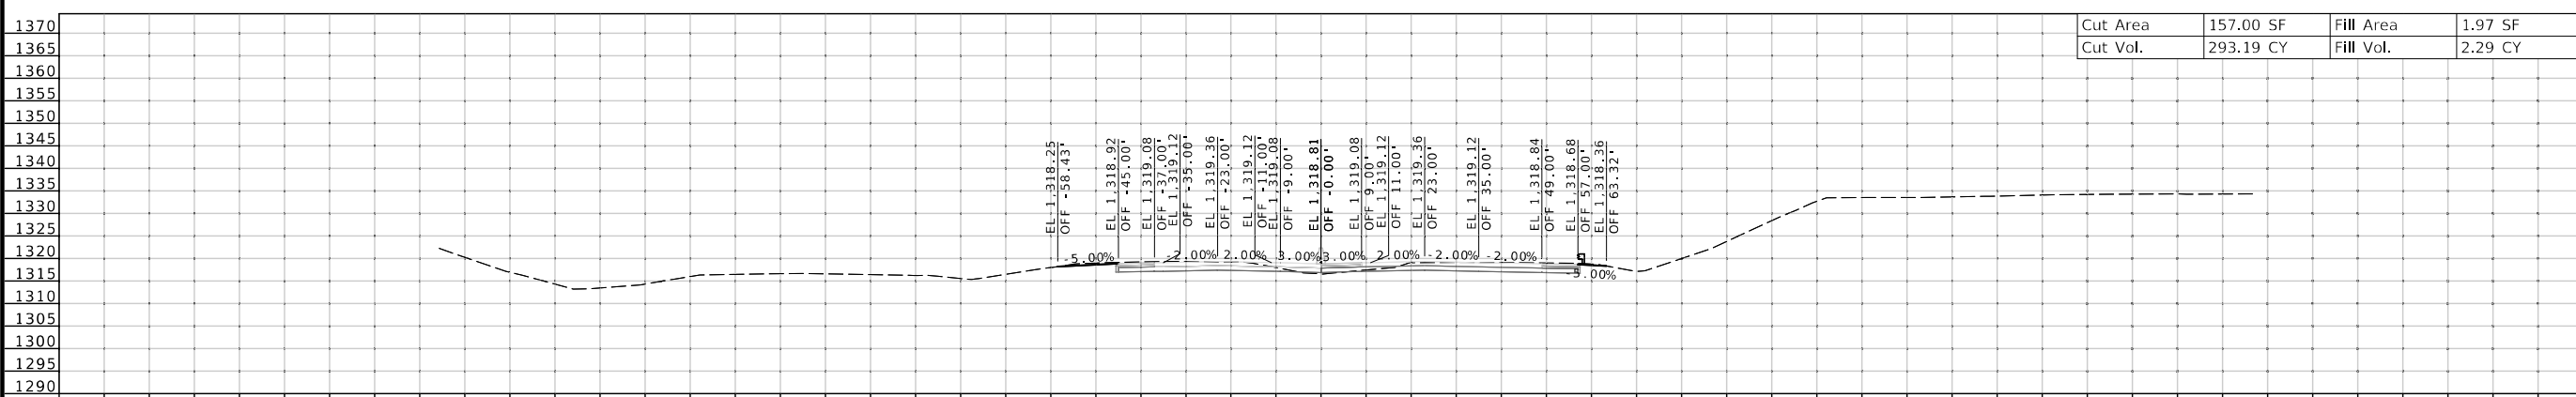 Cut Area 157.00 SF Fill Area 1.97 SF
Cut Vol. 293.19 CY Fill Vol. 2.29 CY
1370
1365
1360
1355
1350
1345
1340
1335
1330
1325
1320
1315
1310
1305
1300
1295
1290
EL 1,318.25
OFF -58.43'
EL 1,318.92
OFF -45.00'
EL 1,319.08
OFF -37.00'
EL 1,319.12
OFF -35.00'
EL 1,319.36
OFF -23.00'
EL 1,319.12
OFF -11.00'
EL 1,319.08
OFF -9.00'
EL 1,318.81
OFF -0.00'
EL 1,319.08
OFF 9.00'
EL 1,319.12
OFF 11.00'
EL 1,319.36
OFF 23.00'
EL 1,319.12
OFF 35.00'
EL 1,318.84
OFF 49.00'
EL 1,318.68
OFF 57.00'
EL 1,318.36
OFF 63.32'
-5.00% 2.00% 2.00% 3.00% 3.00% 2.00% -2.00% -2.00%
-5.00%